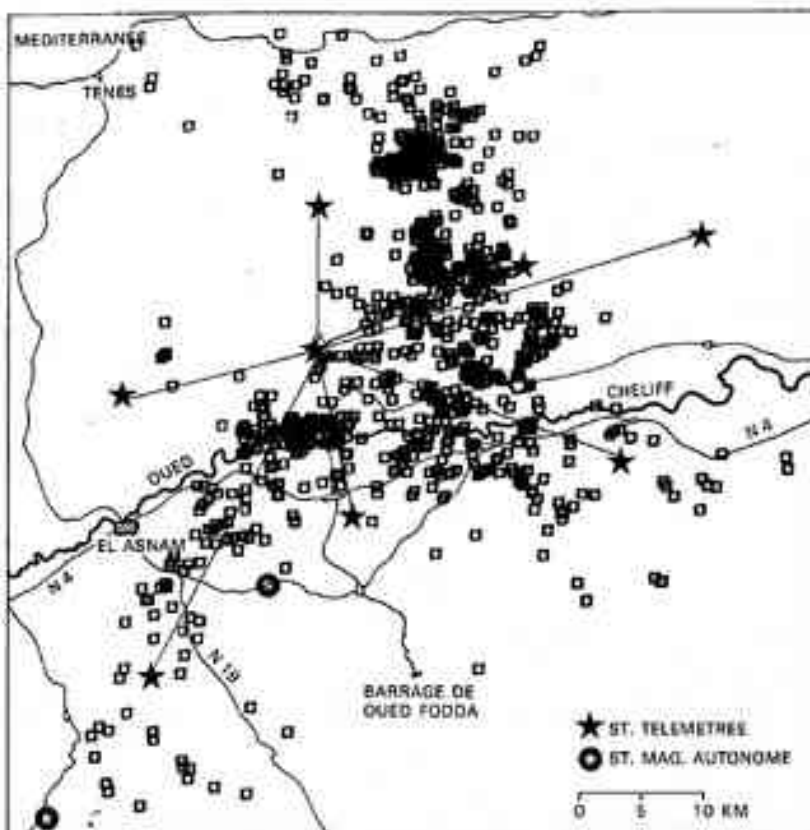 MEDITERRANEE
TENES
CHELIFF
N 4
OUED
EL ASNAM
N 4
N 19
BARRAGE DE
OUED FODDA
ST. TELEMETREE
ST. MAG. AUTONOME
0 5 10 KM